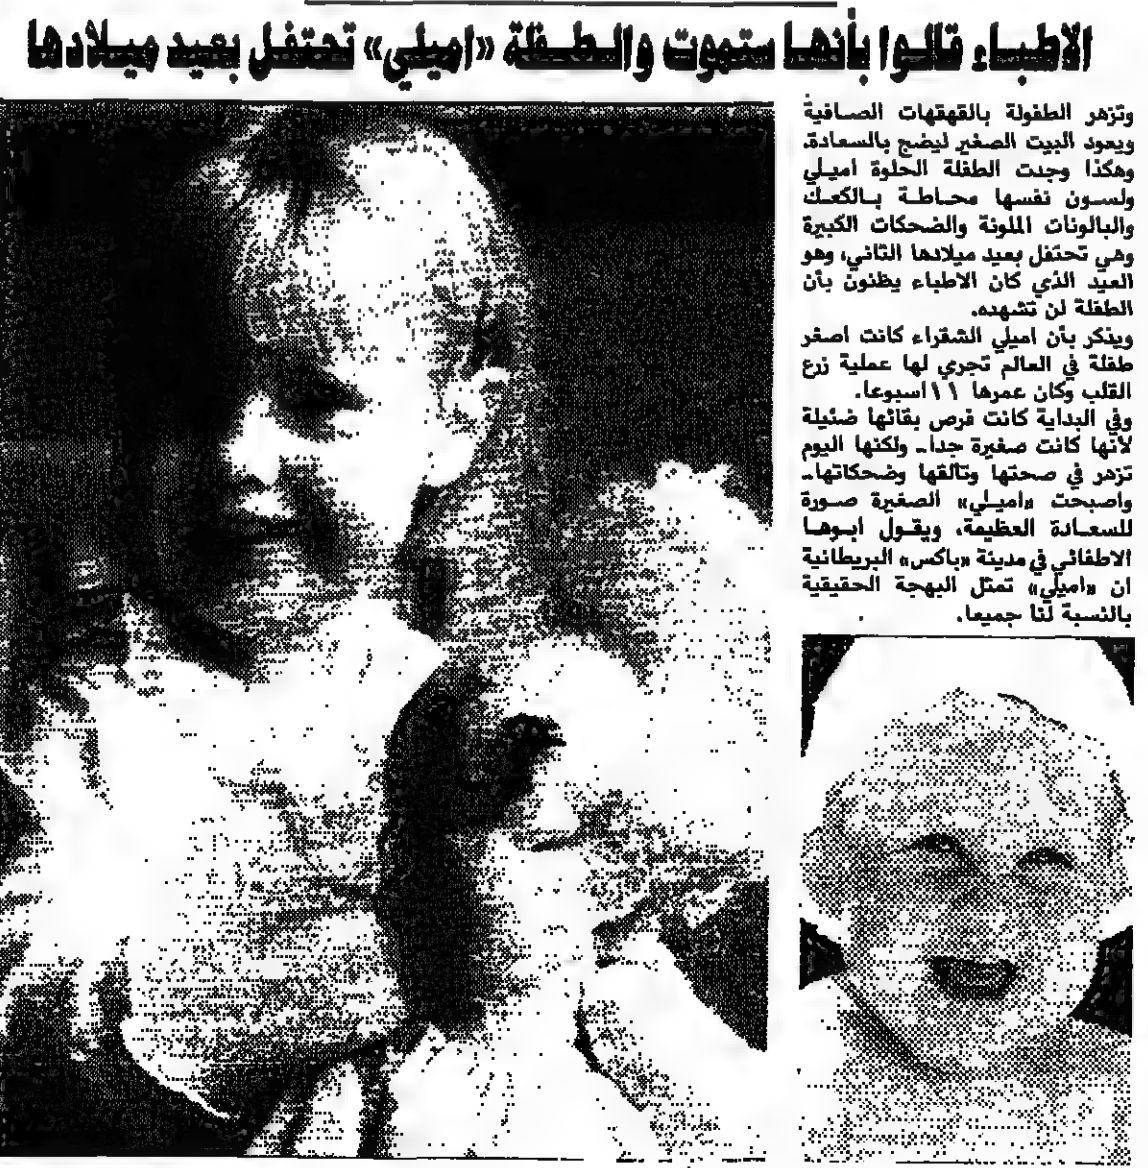 الاطباء قالوا بأنها ستموت والطفلة «اميلي» تحتفل بعيد ميلادها
وتزهر الطفولة بالقهقهات الصافية
ويعود البيت الصغير ليضج بالسعادة.
وهكذا وجدت الطفلة الحلوة اميلي
ولسون نفسها محاطة بالكعك
والبالونات الملونة والضحكات الكبيرة
وهي تحتفل بعيد ميلادها الثاني، وهو
العيد الذي كان الاطباء يظنون بأن
الطفلة لن تشهده.
ويذكر بأن اميلي الشقراء كانت اصغر
طفلة في العالم تجري لها عملية زرع
القلب وكان عمرها ١١ اسبوعا.
وفي البداية كانت فرص بقائها ضئيلة
لأنها كانت صغيرة جدا ـ ولكنها اليوم
تزهر في صحتها وتألقها وضحكاتها ـ
واصبحت «اميلي» الصغيرة صورة
للسعادة العظيمة، ويقول أبوها
الاطفائي في مدينة «باكس» البريطانية
ان «اميلي» تمثل البهجة الحقيقية
بالنسبة لنا جميعا.